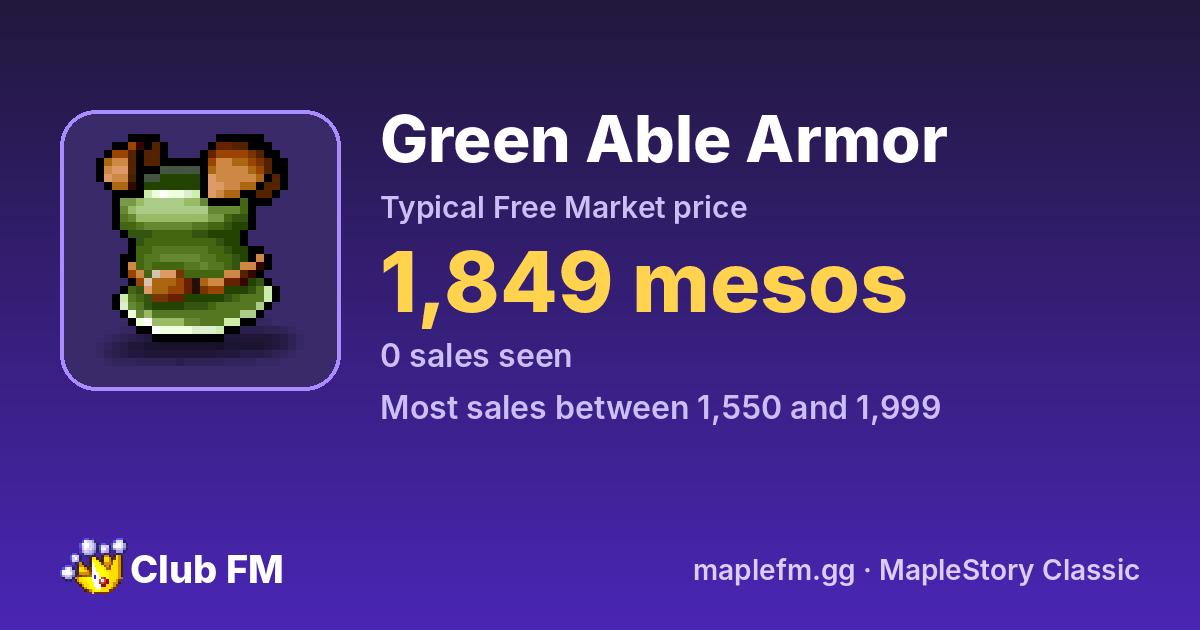 Green Able Armor
Typical Free Market price
1,849 mesos
0 sales seen
Most sales between 1,550 and 1,999
Club FM
maplefm.gg · MapleStory Classic